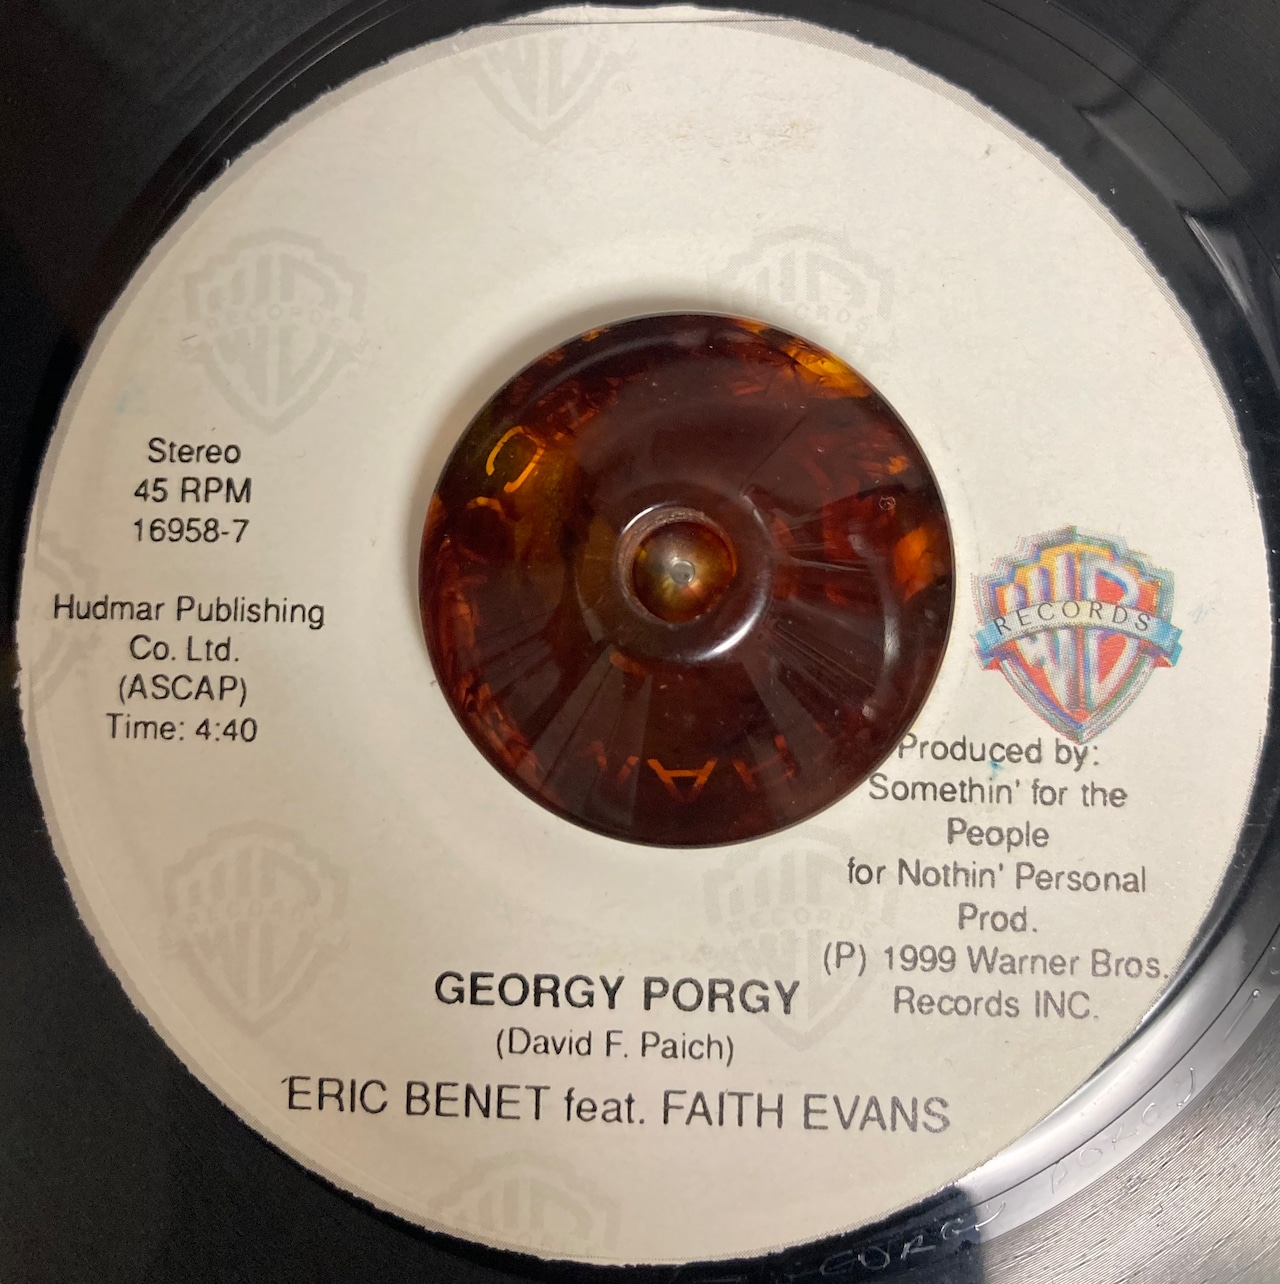 Stereo
45 RPM
16958-7
Hudmar Publishing
Co. Ltd.
(ASCAP)
Time: 4:40
RECORDS
Produced by:
Somethin' for the
People
for Nothin' Personal
Prod.
(P) 1999 Warner Bros.
Records INC.
GEORGY PORGY
(David F. Paich)
ERIC BENET feat. FAITH EVANS